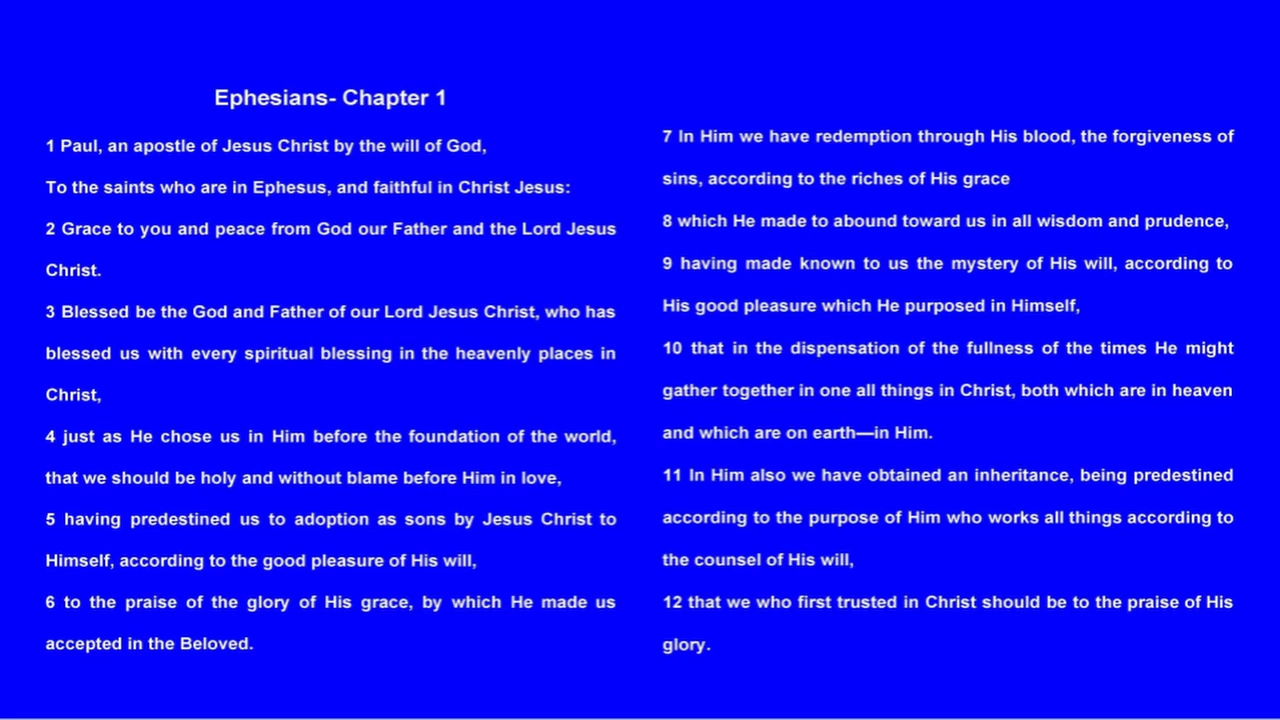 Ephesians- Chapter 1
1 Paul, an apostle of Jesus Christ by the will of God,
To the saints who are in Ephesus, and faithful in Christ Jesus:
2 Grace to you and peace from God our Father and the Lord Jesus
Christ.
3 Blessed be the God and Father of our Lord Jesus Christ, who has
blessed us with every spiritual blessing in the heavenly places in
Christ,
4 just as He chose us in Him before the foundation of the world,
that we should be holy and without blame before Him in love,
5 having predestined us to adoption as sons by Jesus Christ to
Himself, according to the good pleasure of His will,
6 to the praise of the glory of His grace, by which He made us
accepted in the Beloved.
7 In Him we have redemption through His blood, the forgiveness of
sins, according to the riches of His grace
8 which He made to abound toward us in all wisdom and prudence,
9 having made known to us the mystery of His will, according to
His good pleasure which He purposed in Himself,
10 that in the dispensation of the fullness of the times He might
gather together in one all things in Christ, both which are in heaven
and which are on earth—in Him.
11 In Him also we have obtained an inheritance, being predestined
according to the purpose of Him who works all things according to
the counsel of His will,
12 that we who first trusted in Christ should be to the praise of His
glory.